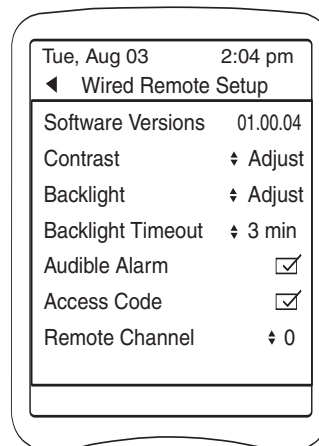 Tue, Aug 03 2:04 pm
Wired Remote Setup
Software Versions 01.00.04
Contrast Adjust
Backlight Adjust
Backlight Timeout 3 min
Audible Alarm
Access Code
Remote Channel 0